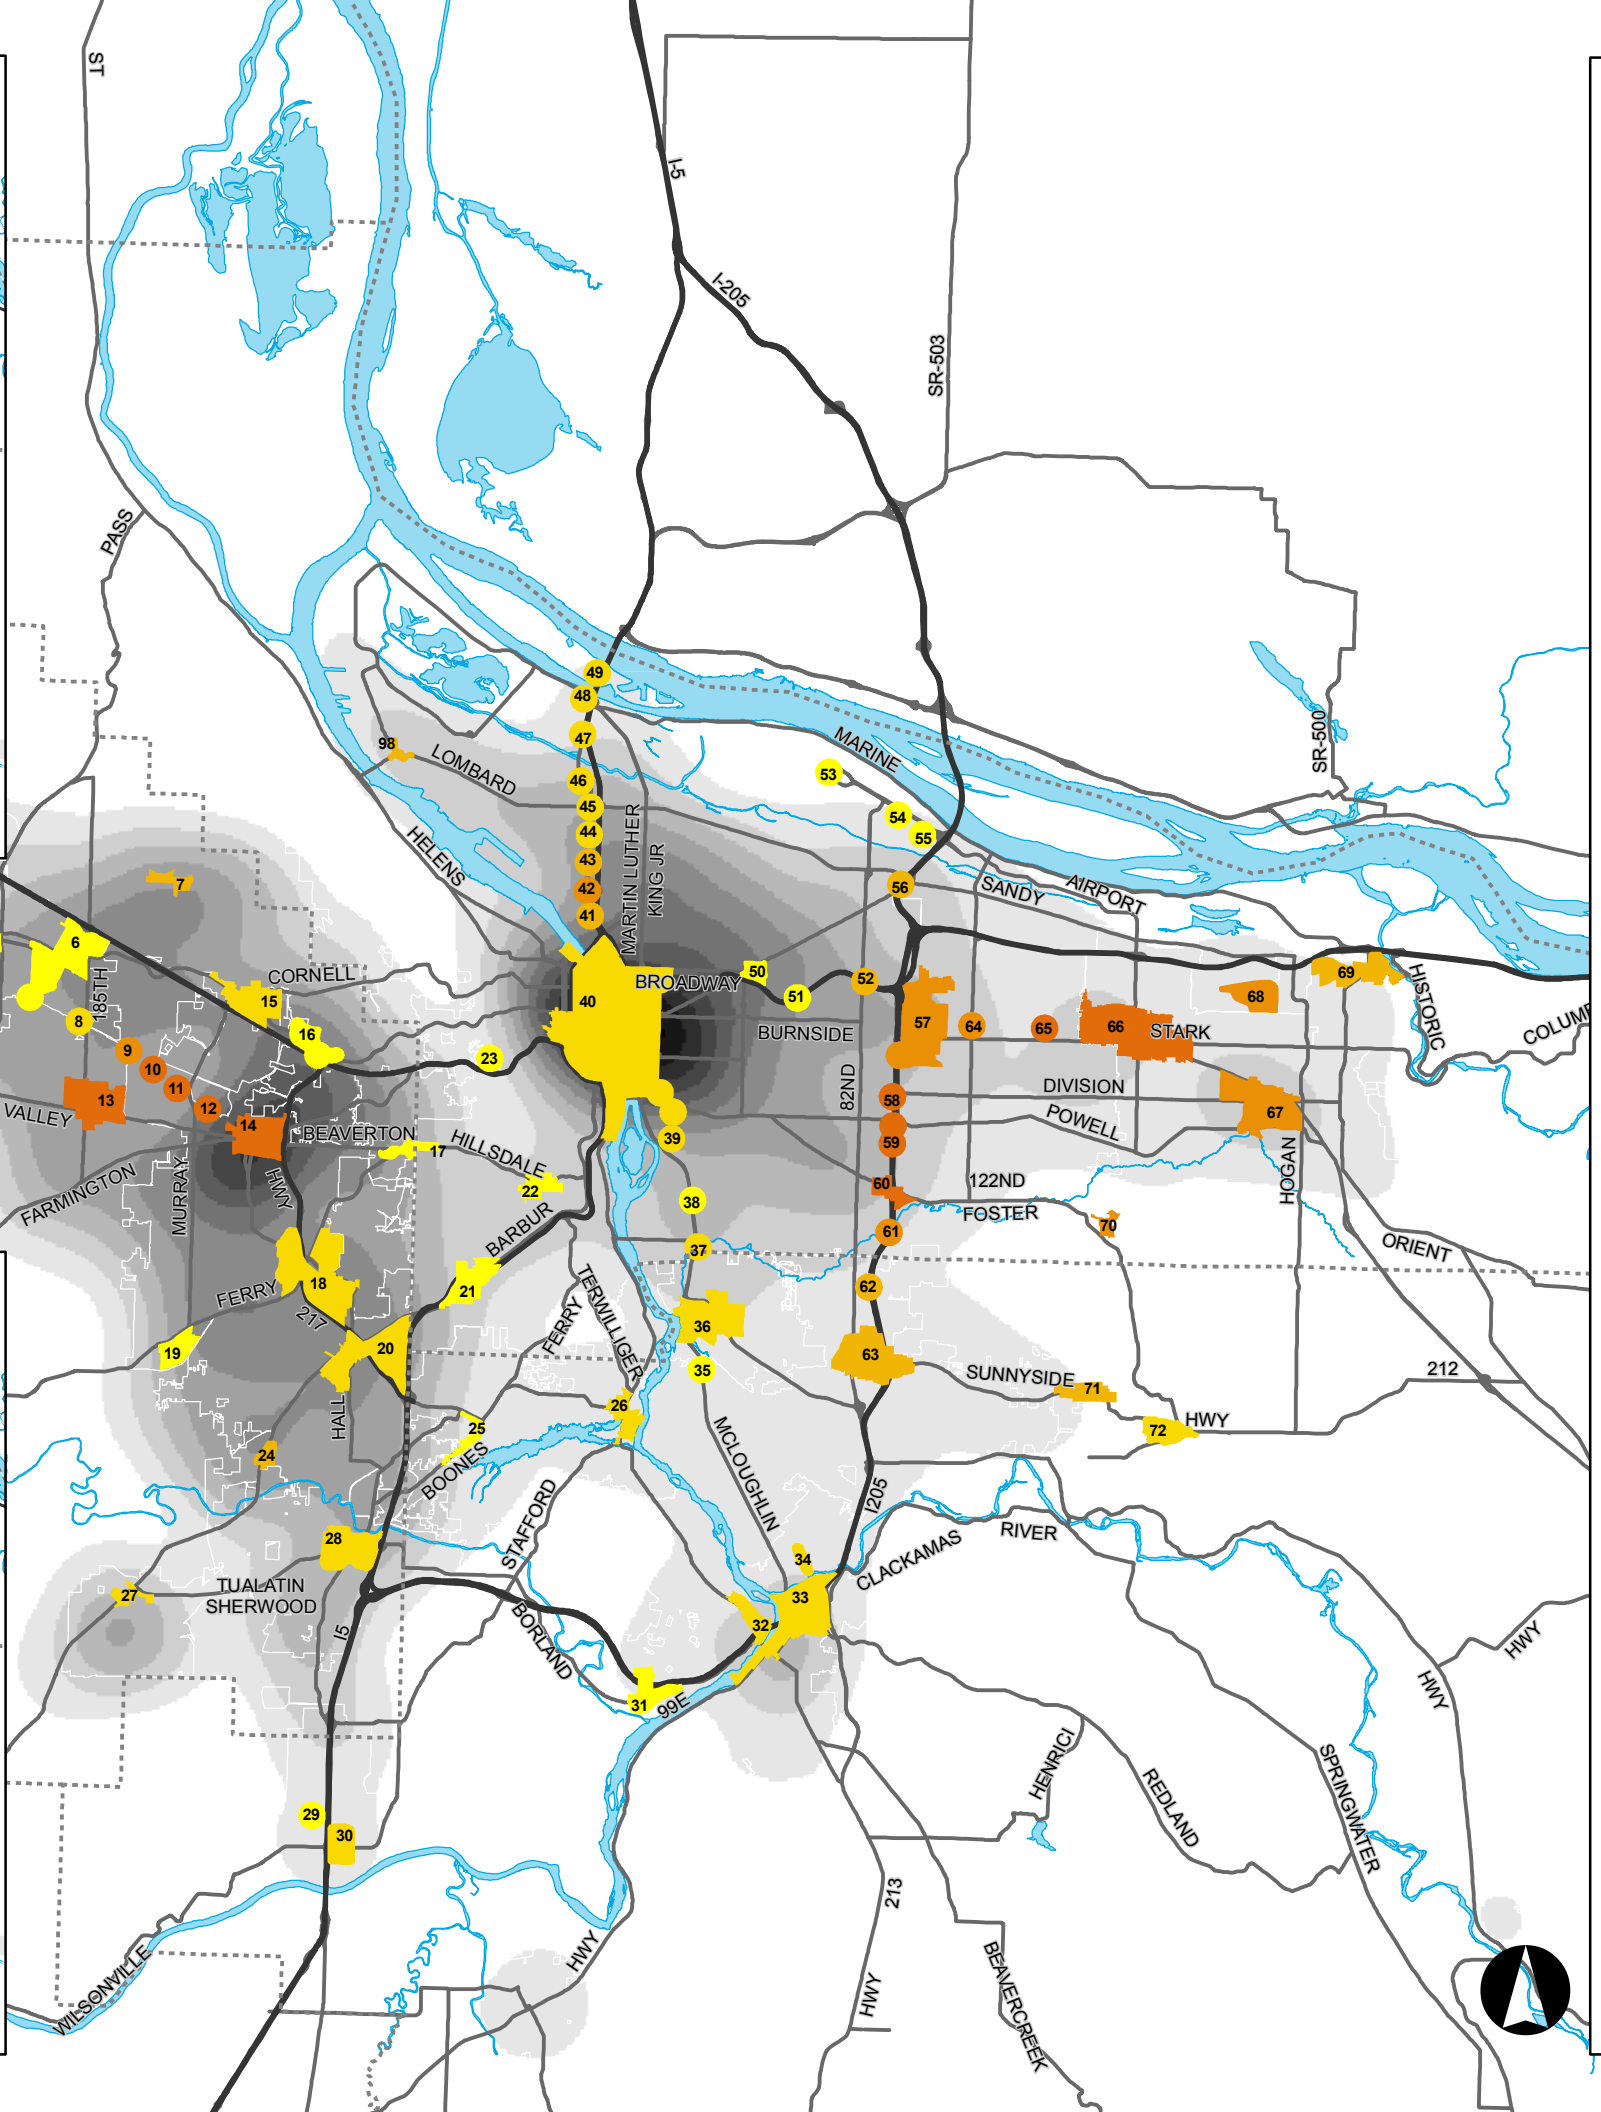 ST
I-5
I-205
SR-503
PASS
49
48
SR-500
47
MARINE
98
LOMBARD
53
46
45
54
44
MARTIN LUTHER
KING JR
55
HELENS
43
7
42
56
SANDY
AIRPORT
41
6
CORNELL
50
69
HISTORIC
185TH
BROADWAY
52
15
40
51
68
8
57
64
65
66
STARK
COLUM
16
BURNSIDE
9
23
10
11
82ND
DIVISION
13
58
12
67
VALLEY
14
BEAVERTON
39
POWELL
HILLSDALE
17
59
FARMINGTON
MURRAY
HWY
22
60
122ND
HOGAN
38
FOSTER
70
BARBUR
61
ORIENT
37
18
62
FERRY
21
TERWILLIGER
217
FERRY
36
19
20
63
35
SUNNYSIDE
212
71
26
HALL
25
MCLOUGHLIN
HWY
72
24
BOONES
STAFFORD
I205
28
CLACKAMAS
RIVER
34
TUALATIN
SHERWOOD
27
33
BORLAND
32
I5
HWY
31
99E
HWY
HENRICI
REDLAND
SPRINGWATER
29
30
213
HWY
WILSONVILLE
HWY
BEAVERCREEK